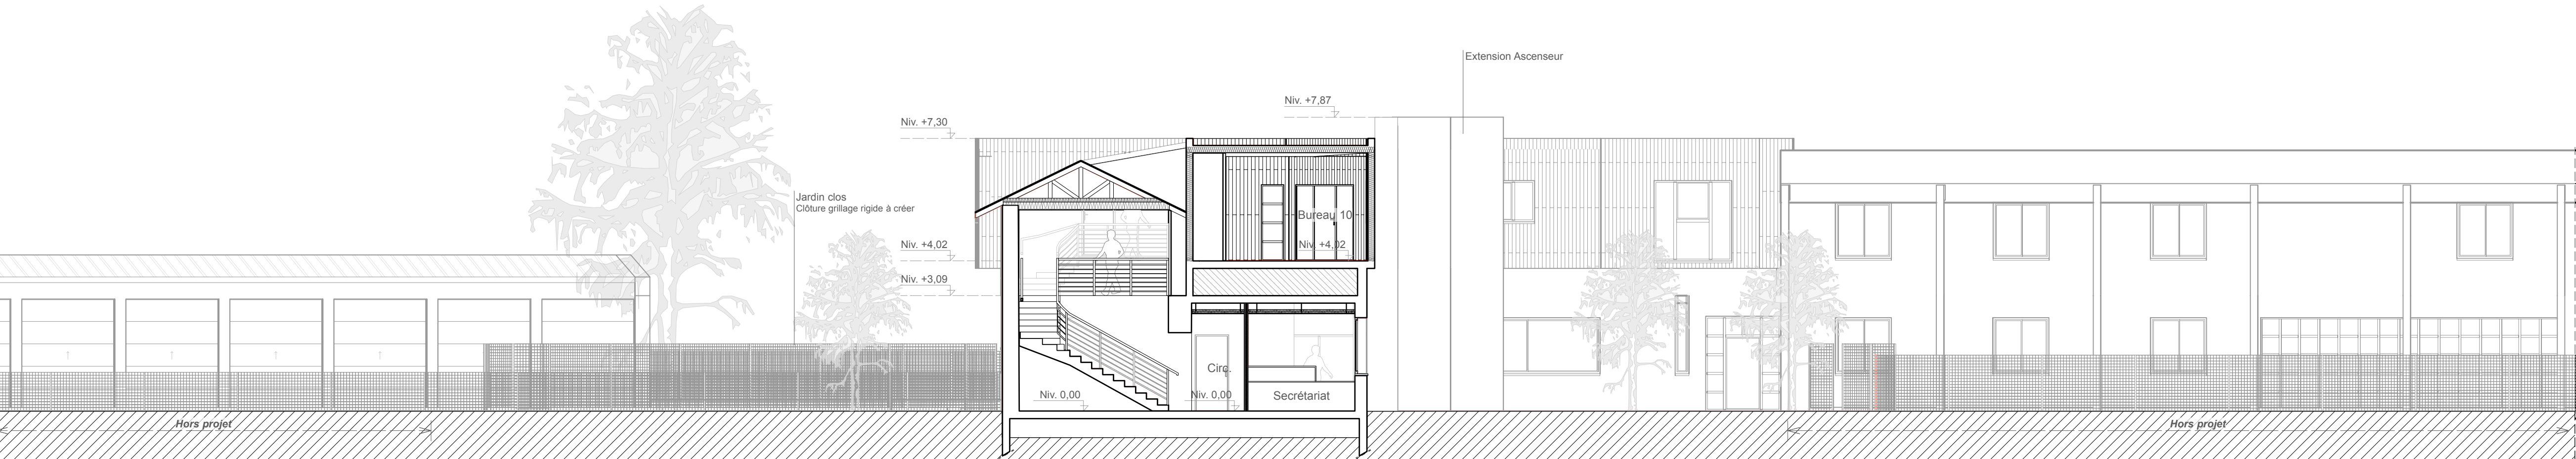 Extension Ascenseur
Niv. +7,87
Niv. +7,30
Jardin clos
Clôture grillage rigide à créer
Bureau 10
Niv. +4,02
Niv. +4,02
Niv. +3,09
Circ.
Niv. 0,00
Niv. 0,00
Secrétariat
Hors projet
Hors projet